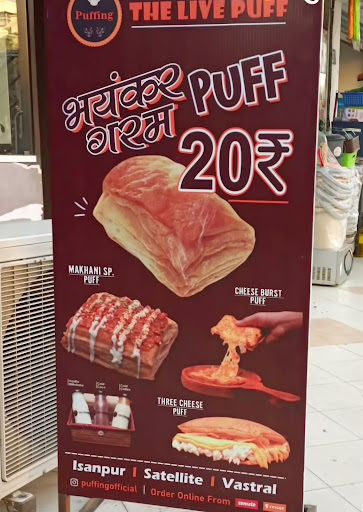 Puffing
THE LIVE PUFF
भयंकर
गरम
PUFF
20₹
MAKHANI SP.
PUFF
CHEESE BURST
PUFF
THREE CHEESE
PUFF
Isanpur | Satellite | Vastral
puffingofficial | Order Online From zomato